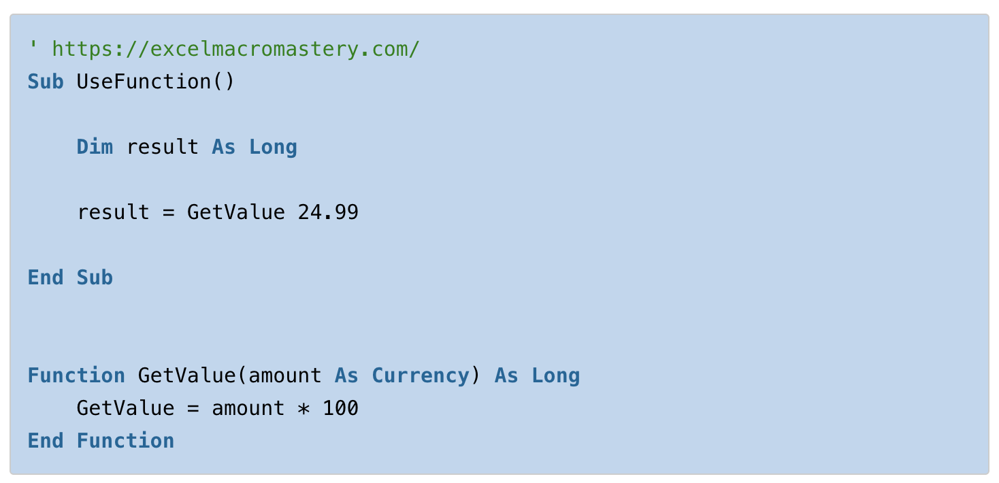 ' https://excelmacromastery.com/
Sub UseFunction()
    Dim result As Long
    result = GetValue 24.99
End Sub
Function GetValue(amount As Currency) As Long
    GetValue = amount * 100
End Function